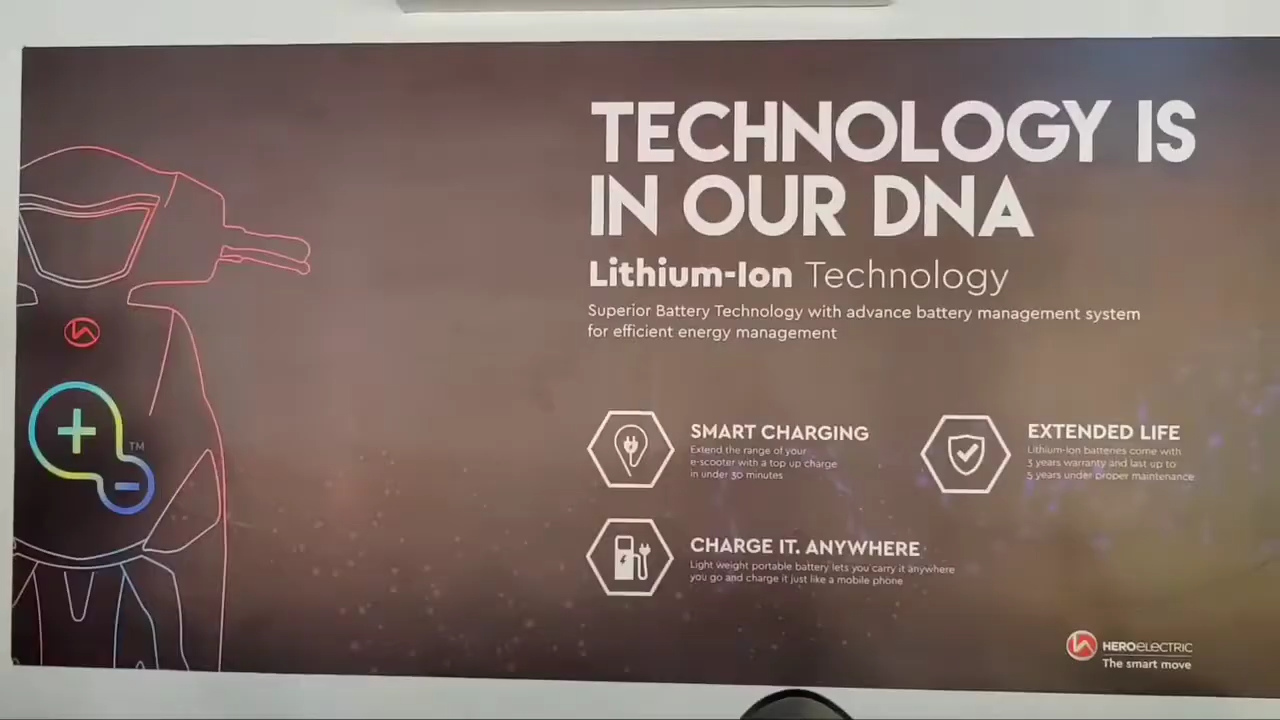 TECHNOLOGY IS
IN OUR DNA
Lithium-Ion Technology
Superior Battery Technology with advance battery management system
for efficient energy management
SMART CHARGING
Extend the range of your
e-scooter with a top up charge
in under 30 minutes
EXTENDED LIFE
Lithium-Ion batteries come with
3 years warranty and last up to
5 years under proper maintenance
CHARGE IT. ANYWHERE
Light weight portable battery lets you carry it anywhere
you go and charge it just like a mobile phone
TM
HEROELECTRIC
The smart move